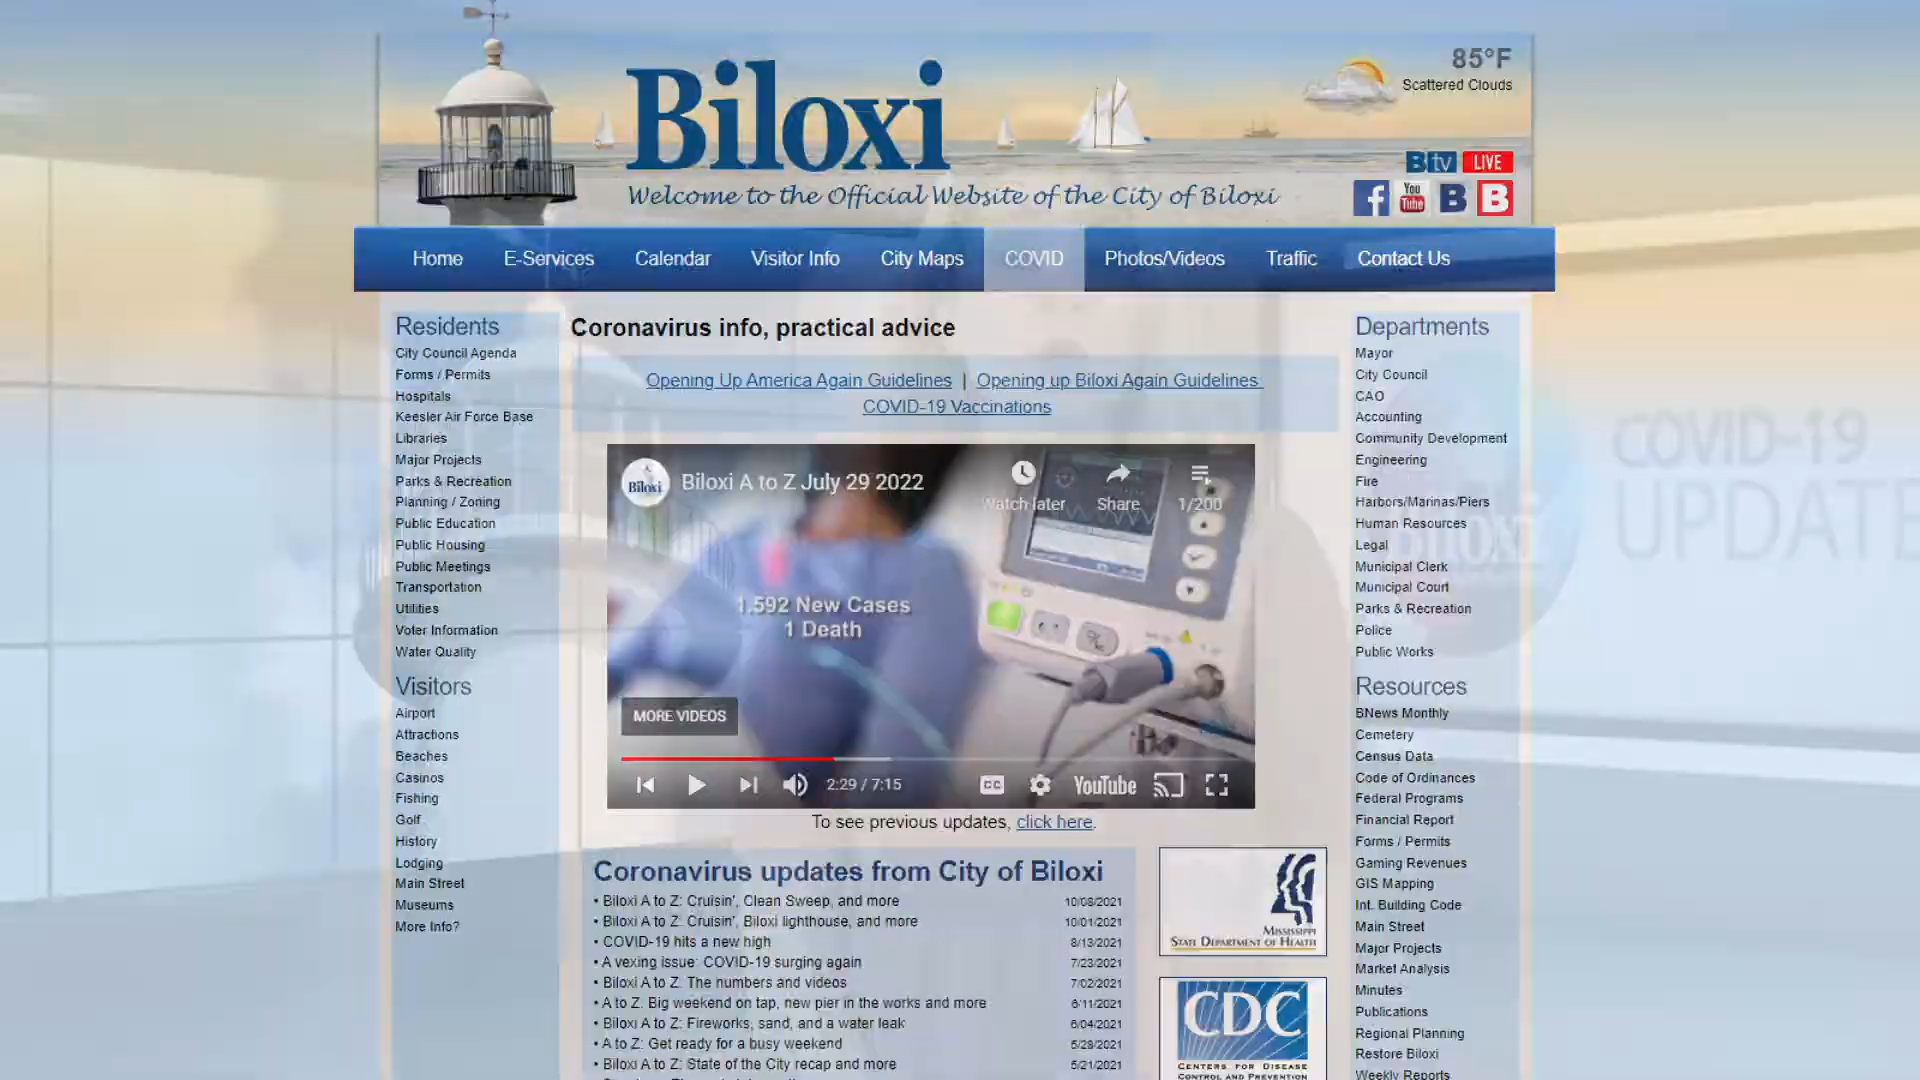 Biloxi
Welcome to the Official Website of the City of Biloxi
85°F
Scattered Clouds
Btv LIVE
f You Tube B B
Home E-Services Calendar Visitor Info City Maps COVID Photos/Videos Traffic Contact Us
Residents
City Council Agenda
Forms / Permits
Hospitals
Keesler Air Force Base
Libraries
Major Projects
Parks & Recreation
Planning / Zoning
Public Education
Public Housing
Public Meetings
Transportation
Utilities
Voter Information
Water Quality
Visitors
Airport
Attractions
Beaches
Casinos
Fishing
Golf
History
Lodging
Main Street
Museums
More Info?
Coronavirus info, practical advice
Opening Up America Again Guidelines | Opening up Biloxi Again Guidelines
COVID-19 Vaccinations
Biloxi
Biloxi A to Z July 29 2022
Watch later Share 1/200
1,592 New Cases
1 Death
MORE VIDEOS
2:29 / 7:15
CC YouTube
To see previous updates, click here.
Coronavirus updates from City of Biloxi
• Biloxi A to Z: Cruisin', Clean Sweep, and more 10/08/2021
• Biloxi A to Z: Cruisin', Biloxi lighthouse, and more 10/01/2021
• COVID-19 hits a new high 8/13/2021
• A vexing issue: COVID-19 surging again 7/23/2021
• Biloxi A to Z: The numbers and videos 7/02/2021
• A to Z: Big weekend on tap, new pier in the works and more 6/11/2021
• Biloxi A to Z: Fireworks, sand, and a water leak 6/04/2021
• A to Z: Get ready for a busy weekend 5/28/2021
• Biloxi A to Z: State of the City recap and more 5/21/2021
MISSISSIPPI
STATE DEPARTMENT OF HEALTH
CDC
CENTERS FOR DISEASE
CONTROL AND PREVENTION
Departments
Mayor
City Council
CAO
Accounting
Community Development
Engineering
Fire
Harbors/Marinas/Piers
Human Resources
Legal
Municipal Clerk
Municipal Court
Parks & Recreation
Police
Public Works
Resources
BNews Monthly
Cemetery
Census Data
Code of Ordinances
Federal Programs
Financial Report
Forms / Permits
Gaming Revenues
GIS Mapping
Int. Building Code
Main Street
Major Projects
Market Analysis
Minutes
Publications
Regional Planning
Restore Biloxi
Weekly Reports
Biloxi
COVID-19
UPDATE